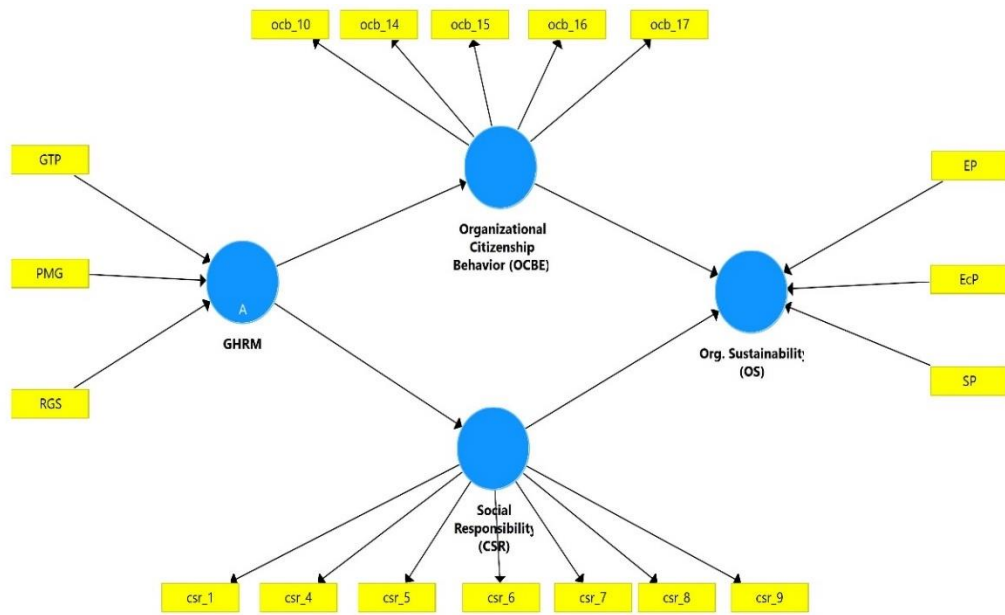 ocb_10 ocb_14 ocb_15 ocb_16 ocb_17
GTP
PMG
RGS
A
GHRM
Organizational
Citizenship
Behavior (OCBE)
EP
EcP
SP
Org. Sustainability
(OS)
Social
Responsibility
(CSR)
csr_1 csr_4 csr_5 csr_6 csr_7 csr_8 csr_9